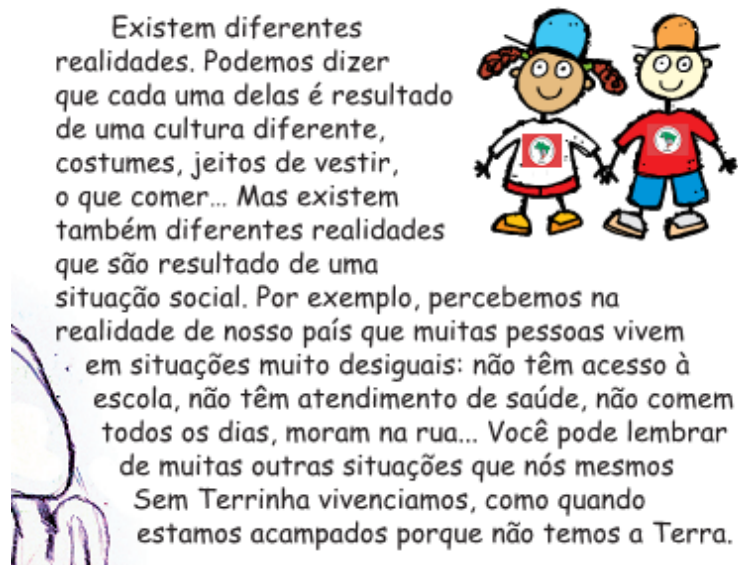 Existem diferentes
realidades. Podemos dizer
que cada uma delas é resultado
de uma cultura diferente,
costumes, jeitos de vestir,
o que comer... Mas existem
também diferentes realidades
que são resultado de uma
situação social. Por exemplo, percebemos na
realidade de nosso país que muitas pessoas vivem
em situações muito desiguais: não têm acesso à
escola, não têm atendimento de saúde, não comem
todos os dias, moram na rua... Você pode lembrar
de muitas outras situações que nós mesmos
Sem Terrinha vivenciamos, como quando
estamos acampados porque não temos a Terra.